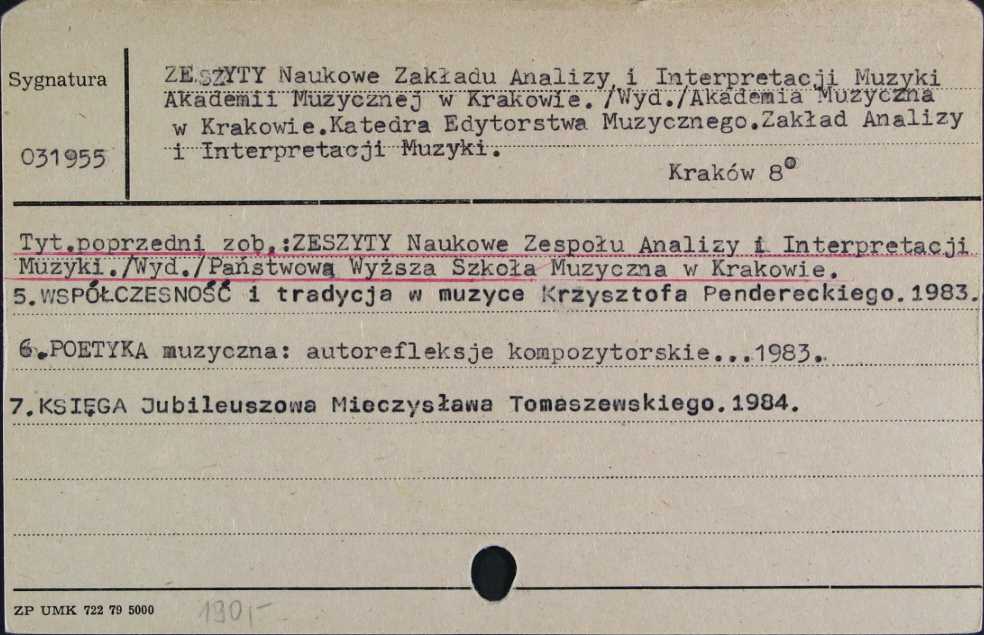 Sygnatura
031955
ZESZYTY Naukowe Zakładu Analizy i Interpretacji Muzyki
Akademii Muzycznej w Krakowie./Wyd./Akademia Muzyczna
w Krakowie.Katedra Edytorstwa Muzycznego.Zakład Analizy
i Interpretacji Muzyki.
Kraków 8°
Tyt.poprzedni zob.:ZESZYTY Naukowe Zespołu Analizy i Interpretacji
Muzyki./Wyd./Państwowa Wyższa Szkoła Muzyczna w Krakowie.
5.WSPÓŁCZESNOŚĆ i tradycja w muzyce Krzysztofa Pendereckiego.1983.
6.POETYKA muzyczna: autorefleksje kompozytorskie...1983.
7.KSIĘGA Jubileuszowa Mieczysława Tomaszewskiego.1984.
ZP UMK 722 79 5000
190,-